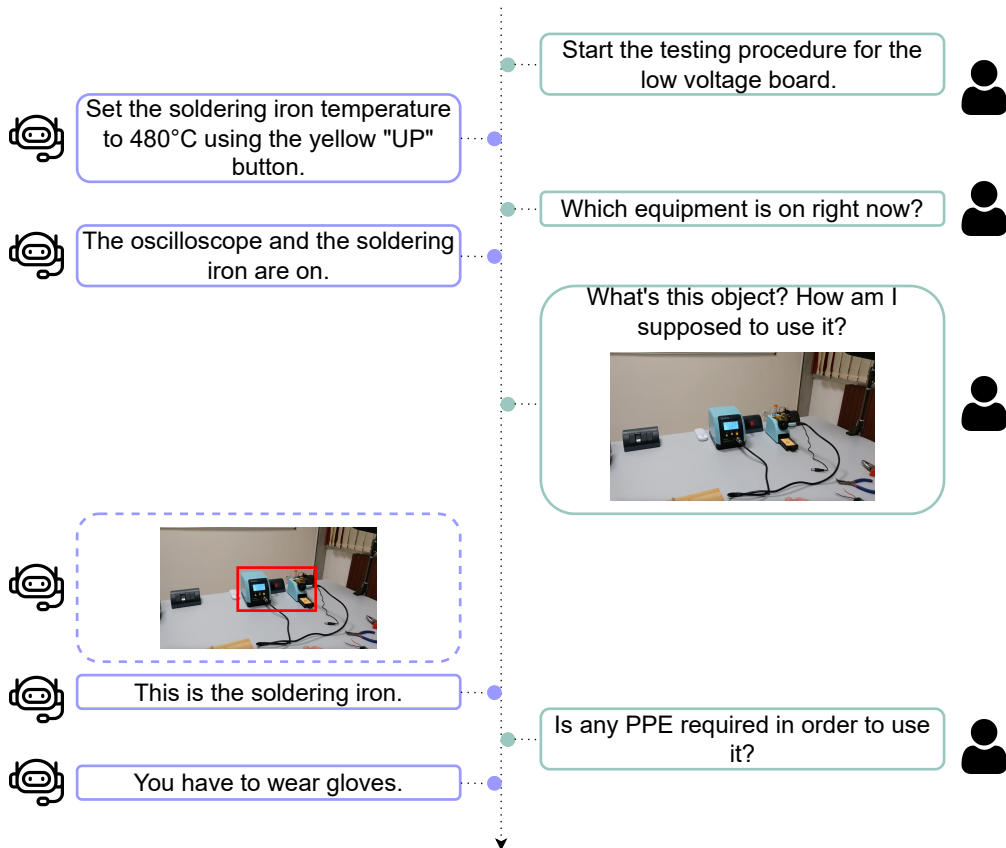 Start the testing procedure for the
low voltage board.
Set the soldering iron temperature
to 480°C using the yellow "UP"
button.
Which equipment is on right now?
The oscilloscope and the soldering
iron are on.
What's this object? How am I
supposed to use it?
This is the soldering iron.
Is any PPE required in order to use
it?
You have to wear gloves.